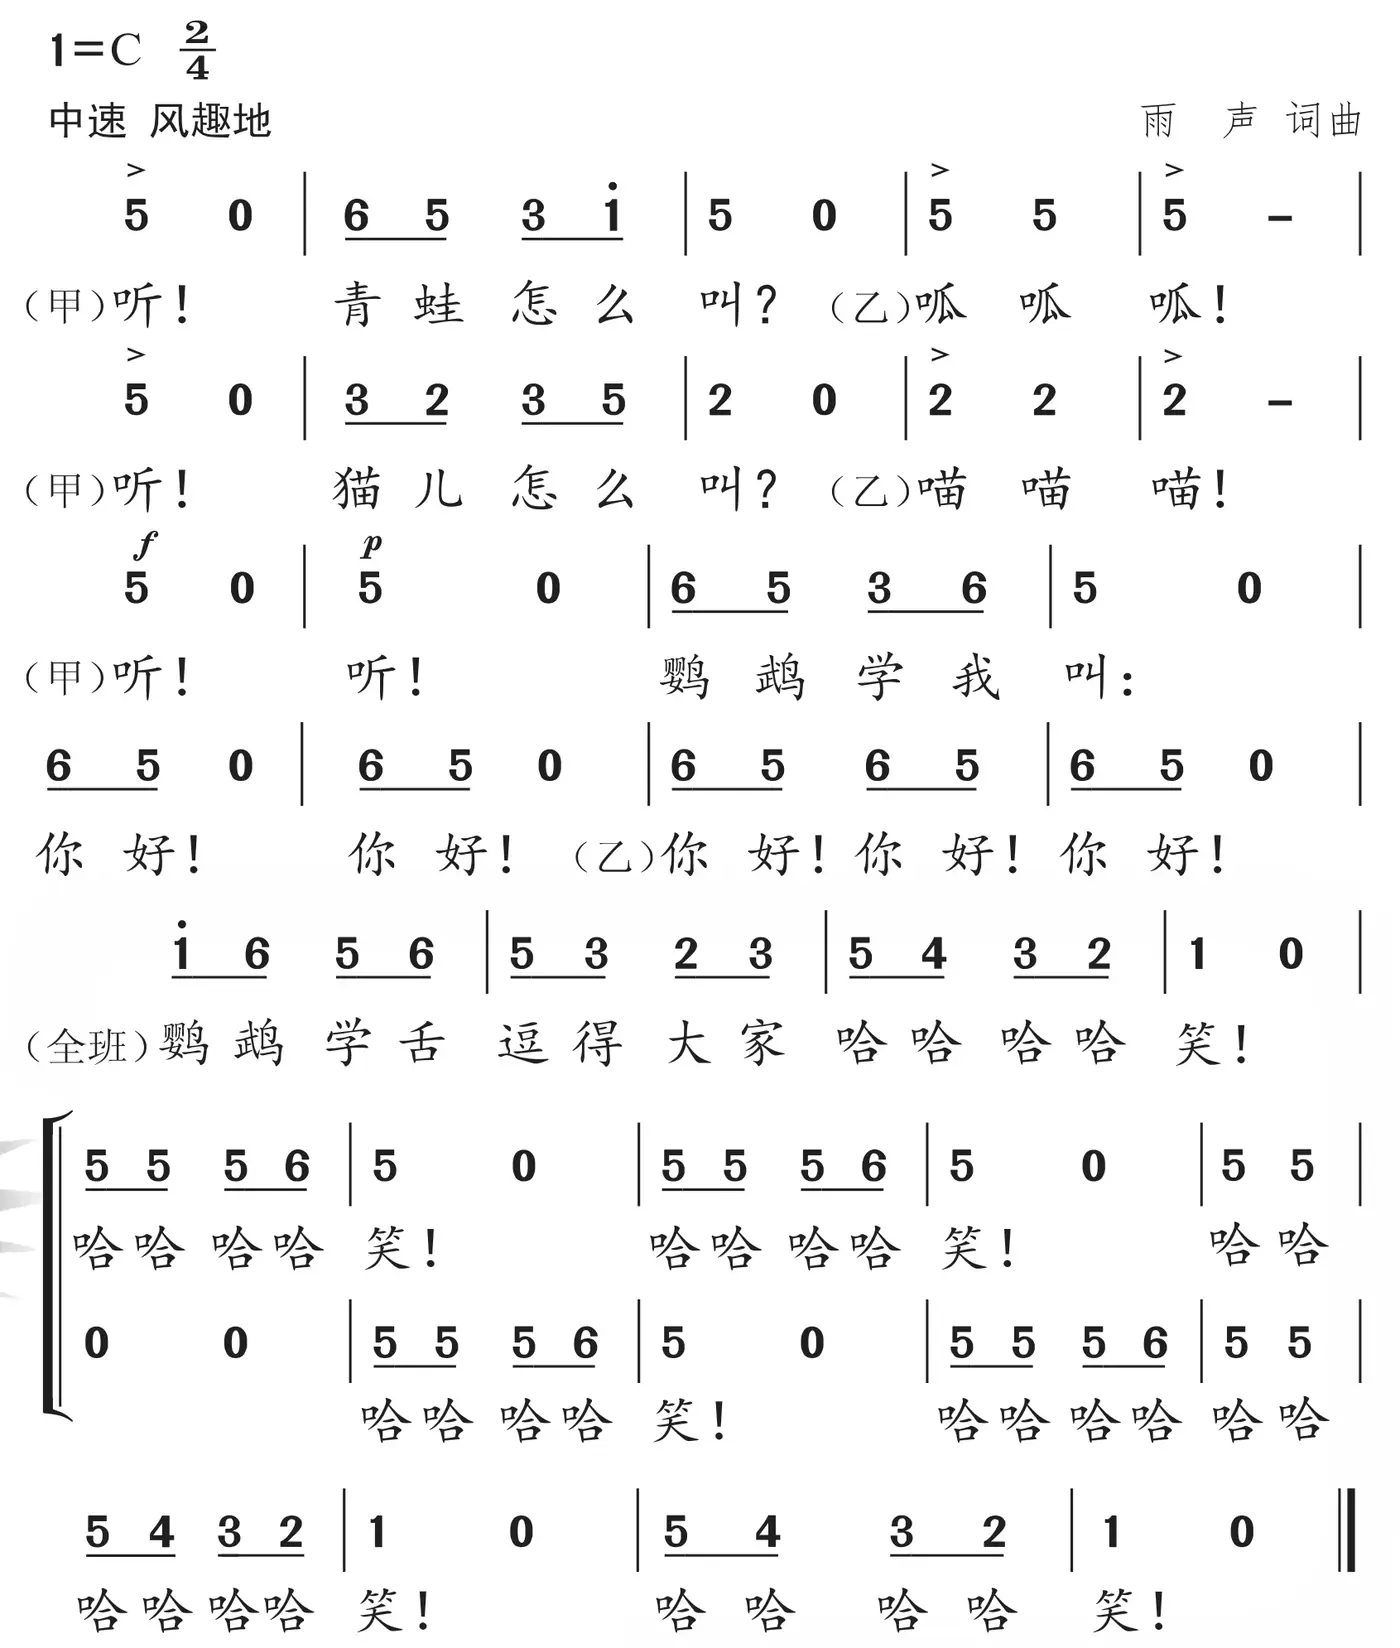 1=C 2/4
中速 风趣地 雨 声 词曲
> > >
5 0 | 6 5 3 i̇ | 5 0 | 5 5 | 5 – |
（甲）听！ 青 蛙 怎 么 叫？（乙）呱 呱 呱！
> > >
5 0 | 3 2 3 5 | 2 0 | 2 2 | 2 – |
（甲）听！ 猫 儿 怎 么 叫？（乙）喵 喵 喵！
f p
5 0 | 5 0 | 6 5 3 6 | 5 0 |
（甲）听！ 听！ 鹦 鹉 学 我 叫：
6 5 0 | 6 5 0 | 6 5 6 5 | 6 5 0 |
你 好！ 你 好！（乙）你 好！你 好！你 好！
1̇ 6 5 6 | 5 3 2 3 | 5 4 3 2 | 1 0 |
（全班）鹦 鹉 学 舌 逗 得 大 家 哈 哈 哈 哈 笑！
5 5 5 6 | 5 0 | 5 5 5 6 | 5 0 | 5 5 |
哈 哈 哈 哈 笑！ 哈 哈 哈 哈 笑！ 哈 哈
0 0 | 5 5 5 6 | 5 0 | 5 5 5 6 | 5 5 |
哈 哈 哈 哈 笑！ 哈 哈 哈 哈 哈 哈
5 4 3 2 | 1 0 | 5 4 3 2 | 1 0 ‖
哈 哈 哈 哈 笑！ 哈 哈 哈 哈 笑！